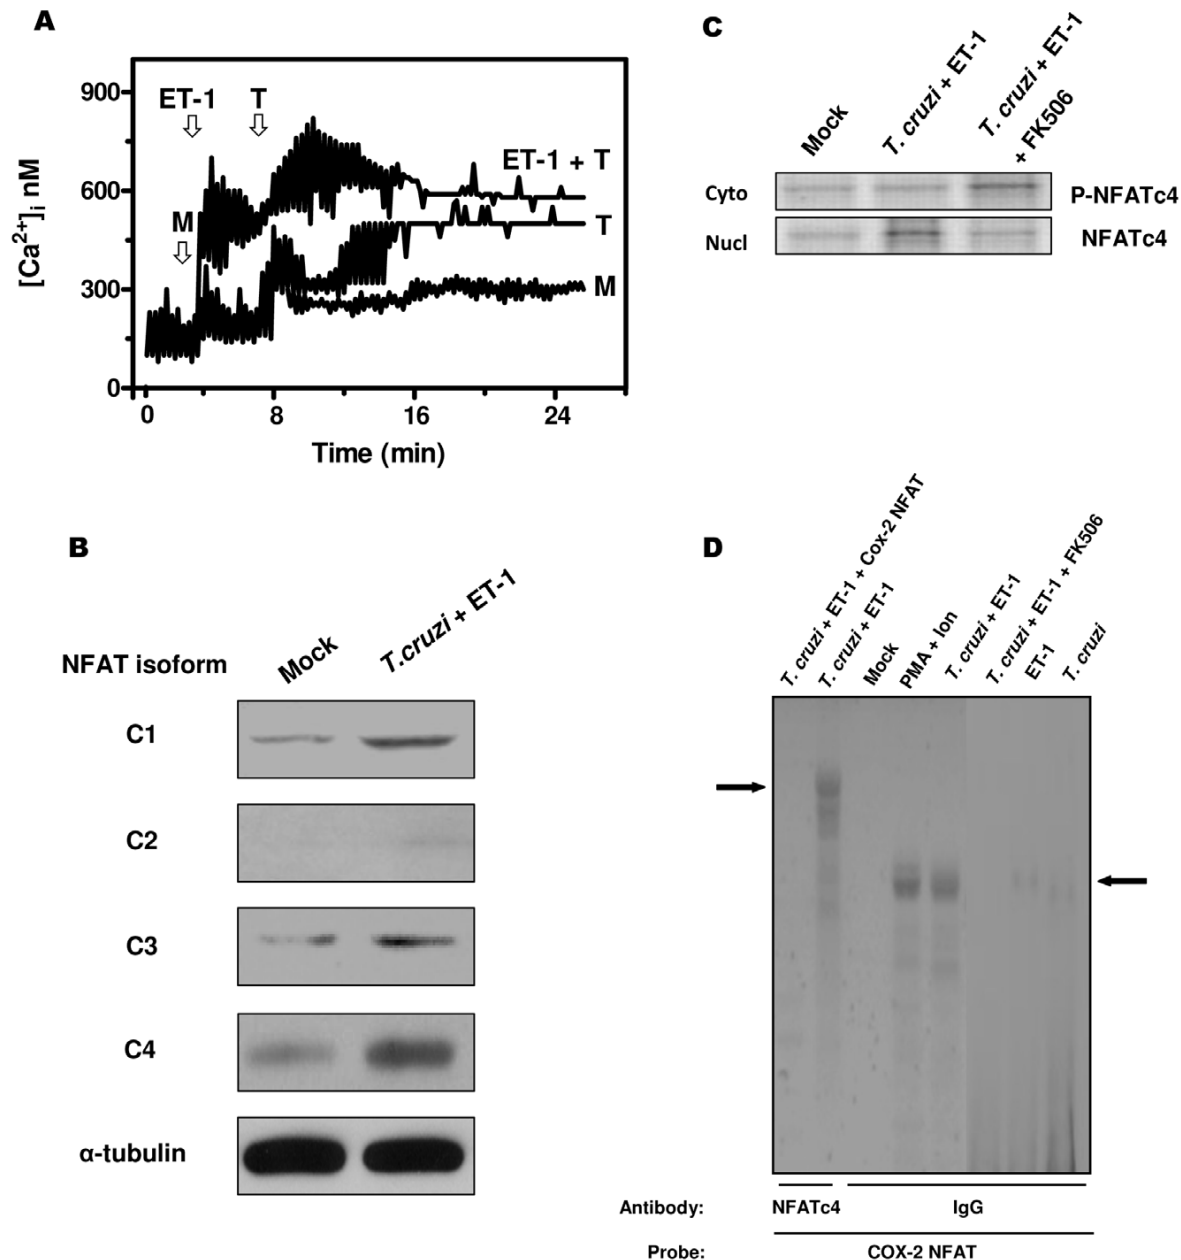 A
900
600
300
0
[Ca2+]i nM
ET-1
T
M
ET-1 + T
T
M
0
8
16
24
Time (min)
B
NFAT isoform
Mock
T.cruzi + ET-1
C1
C2
C3
C4
α-tubulin
C
Mock
T. cruzi + ET-1
T. cruzi + ET-1
+ FK506
Cyto
P-NFATc4
Nucl
NFATc4
D
T. cruzi + ET-1 + Cox-2 NFAT
T. cruzi + ET-1
Mock
PMA + Ion
T. cruzi + ET-1
T. cruzi + ET-1 + FK506
ET-1
T. cruzi
Antibody:
NFATc4
IgG
Probe:
COX-2 NFAT